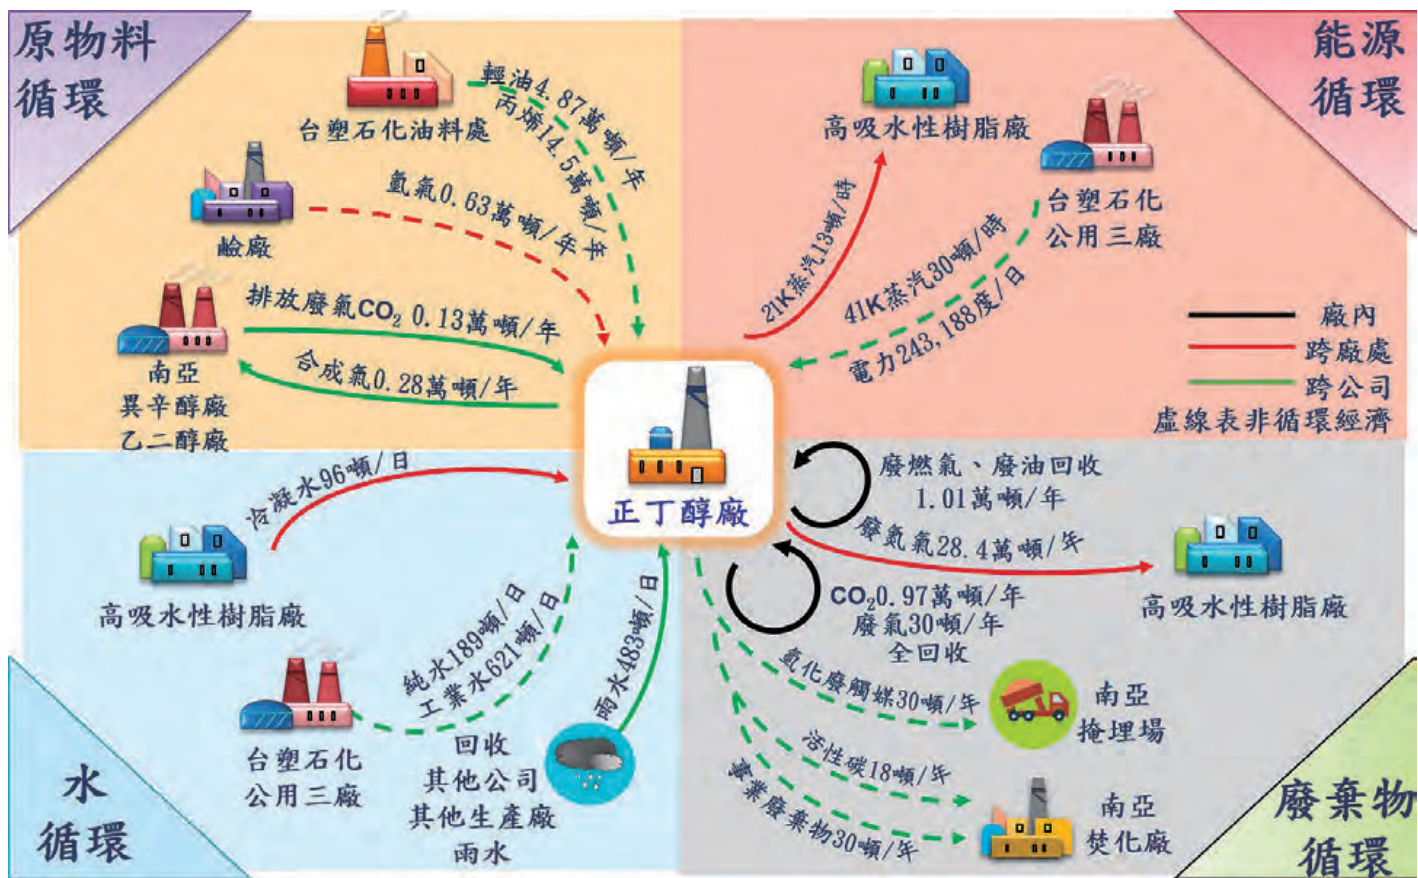 原物料
循環
輕油4.87萬噸/年
丙烯14.5萬噸/年
台塑石化油料處
氫氣0.63萬噸/年
鹼廠
排放廢氣CO₂ 0.13萬噸/年
合成氣0.28萬噸/年
南亞
異辛醇廠
乙二醇廠
能源
循環
高吸水性樹脂廠
21K蒸汽13噸/時
台塑石化
公用三廠
41K蒸汽30噸/時
電力243,188度/日
廠內
跨廠處
跨公司
虛線表非循環經濟
正丁醇廠
冷凝水96噸/日
高吸水性樹脂廠
純水189噸/日
工業水621噸/日
台塑石化
公用三廠
雨水483噸/日
回收
其他公司
其他生產廠
雨水
水
循環
廢燃氣、廢油回收
1.01萬噸/年
廢氮氣28.4萬噸/年
高吸水性樹脂廠
CO₂0.97萬噸/年
廢氣30噸/年
全回收
氫化廢觸媒30噸/年
南亞
掩埋場
活性碳18噸/年
事業廢棄物30噸/年
南亞
焚化廠
廢棄物
循環